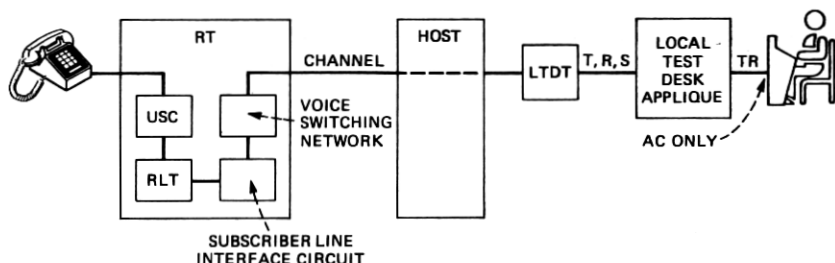 RT
HOST
CHANNEL
LTDT
T, R, S
LOCAL
TEST
DESK
APPLIQUE
TR
USC
VOICE
SWITCHING
NETWORK
AC ONLY
RLT
SUBSCRIBER LINE
INTERFACE CIRCUIT